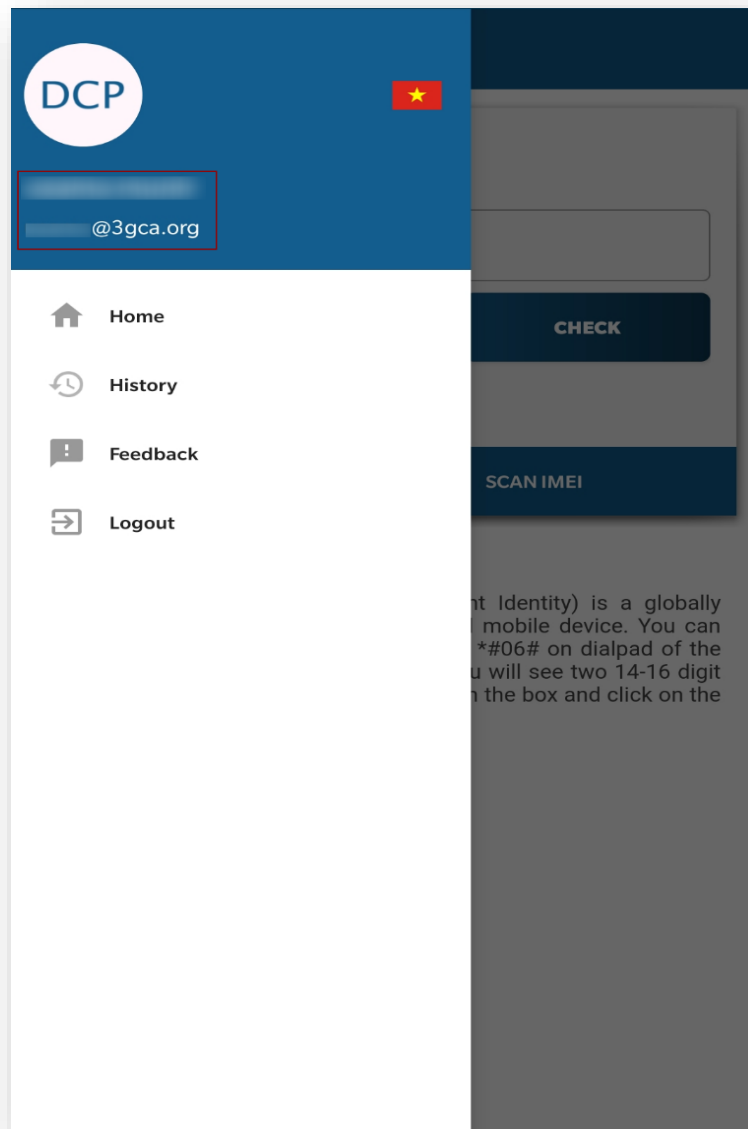 DCP
@3gca.org
Home
History
Feedback
Logout
CHECK
SCAN IMEI
nt Identity) is a globally
mobile device. You can
*#06# on dialpad of the
u will see two 14-16 digit
the box and click on the